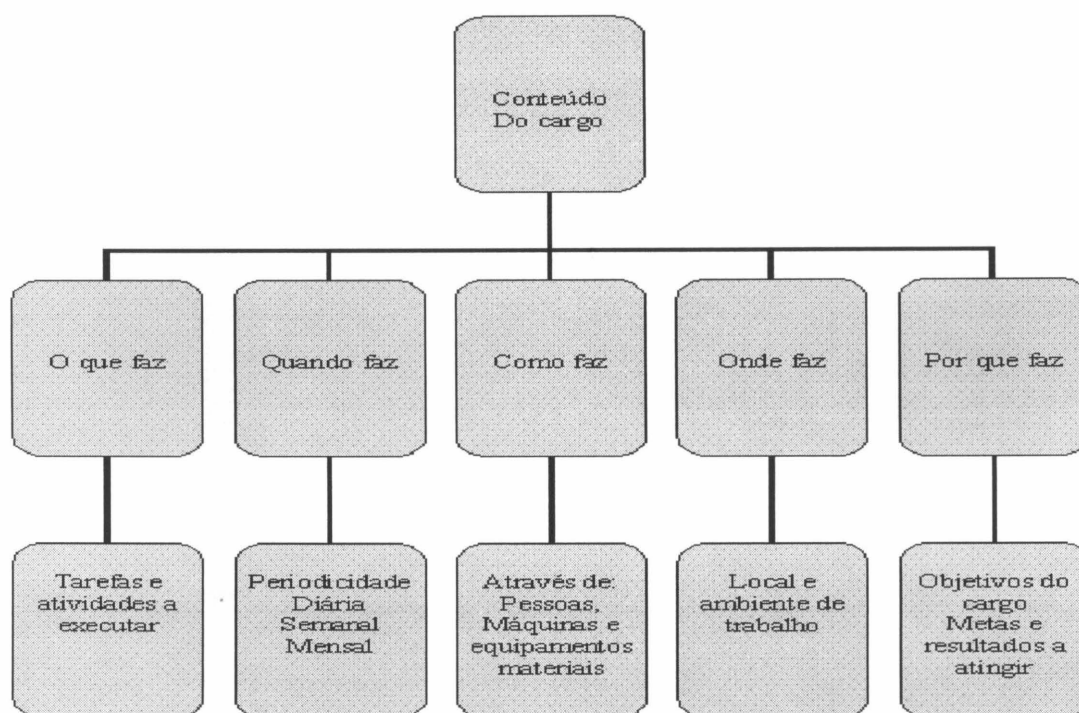 Conteúdo
Do cargo
O que faz
Quando faz
Como faz
Onde faz
Por que faz
Tarefas e
atividades a
executar
Periodicidade
Diária
Semanal
Mensal
Através de:
Pessoas,
Máquinas e
equipamentos
materiais
Local e
ambiente de
trabalho
Objetivos do
cargo
Metas e
resultados a
atingir